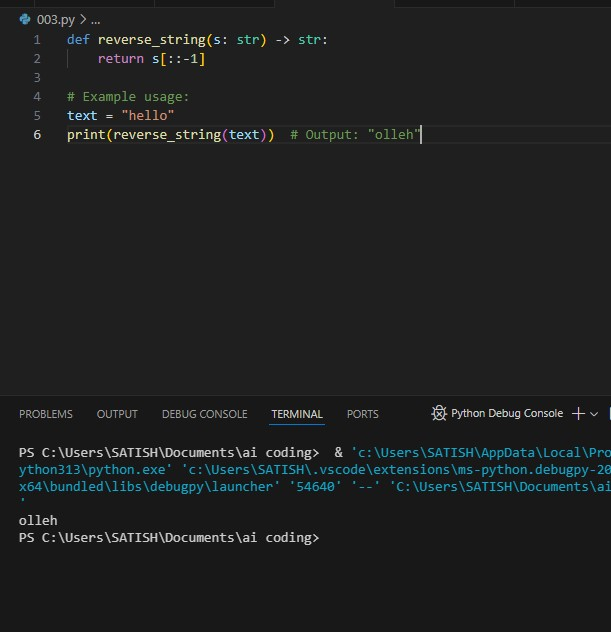 003.py > ...
1 def reverse_string(s: str) -> str:
2     return s[::-1]
3
4 # Example usage:
5 text = "hello"
6 print(reverse_string(text))  # Output: "olleh"
PROBLEMS OUTPUT DEBUG CONSOLE TERMINAL PORTS Python Debug Console
PS C:\Users\SATISH\Documents\ai coding>  & 'c:\Users\SATISH\AppData\Local\Pro
ython313\python.exe' 'c:\Users\SATISH\.vscode\extensions\ms-python.debugpy-20
x64\bundled\libs\debugpy\launcher' '54640' '--' 'C:\Users\SATISH\Documents\ai
'
olleh
PS C:\Users\SATISH\Documents\ai coding>